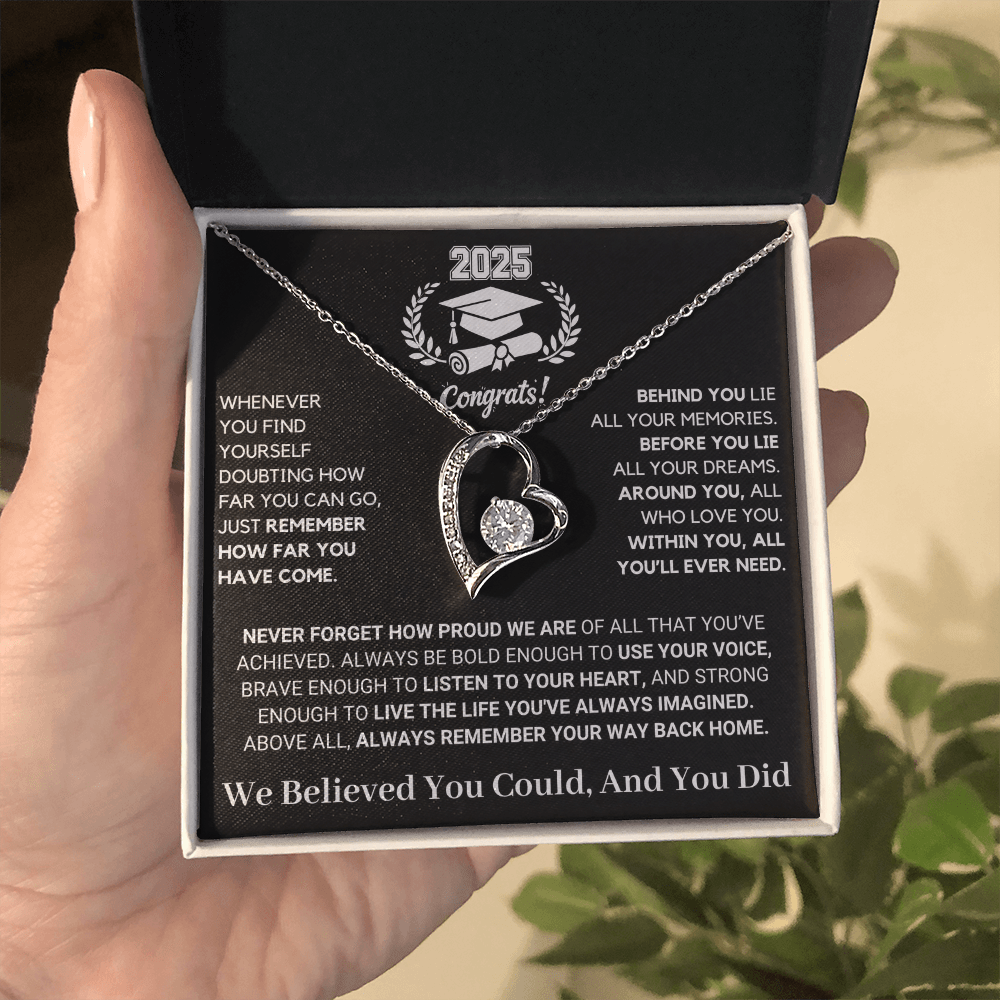 2025
Congrats!
WHENEVER
YOU FIND
YOURSELF
DOUBTING HOW
FAR YOU CAN GO,
JUST REMEMBER
HOW FAR YOU
HAVE COME.
BEHIND YOU LIE
ALL YOUR MEMORIES.
BEFORE YOU LIE
ALL YOUR DREAMS.
AROUND YOU, ALL
WHO LOVE YOU.
WITHIN YOU, ALL
YOU'LL EVER NEED.
NEVER FORGET HOW PROUD WE ARE OF ALL THAT YOU'VE
ACHIEVED. ALWAYS BE BOLD ENOUGH TO USE YOUR VOICE,
BRAVE ENOUGH TO LISTEN TO YOUR HEART, AND STRONG
ENOUGH TO LIVE THE LIFE YOU'VE ALWAYS IMAGINED.
ABOVE ALL, ALWAYS REMEMBER YOUR WAY BACK HOME.
We Believed You Could, And You Did